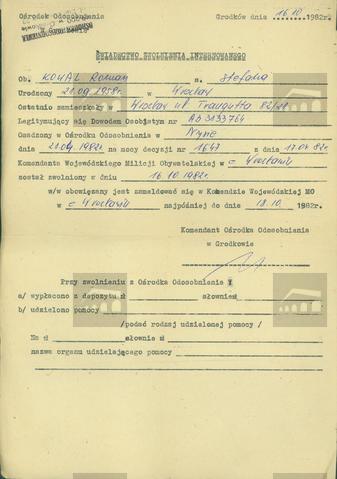 Ośrodek Odosobnienia Grodków dnia 16.10 1982r.
ŚWIADECTWO ZWOLNIENIA INTERNOWANEGO
Ob. KOWAL Roman s. Stefana
Urodzony 21.09.1958r. w Wrocław
Ostatnio zamieszkały Wrocław ul. Traugutta
Legitymujący się Dowodem Osobistym nr AB 3133764
Osadzony w Ośrodku Odosobnienia w Nysie
dnia 21.04.1982r. na mocy decyzji nr 1647 z dnia 17.04.82r.
Komendanta Wojewódzkiego Milicji Obywatelskiej w Wrocławiu
został zwolniony w dniu 16.10.1982r.
w/w obowiązany jest zameldować się w Komendzie Wojewódzkiej MO
w Wrocławiu najpóźniej do dnia 18.10 1982r.
Komendant Ośrodka Odosobnienia
w Grodkowie
Przy zwolnieniu z Ośrodka Odosobnienia
a/ wypłacono z depozytu zł słownie
b/ udzielono pomocy
/podać rodzaj udzielonej pomocy/
Na zł słownie zł
nazwa organu udzielającego pomocy